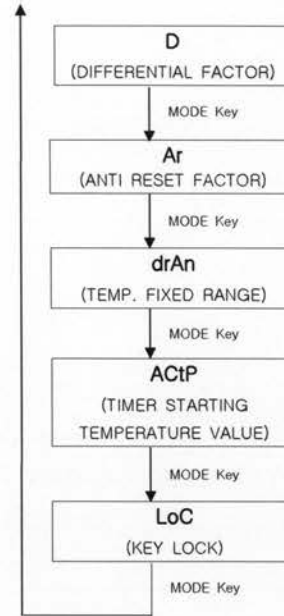 D
(DIFFERENTIAL FACTOR)
MODE Key
Ar
(ANTI RESET FACTOR)
MODE Key
drAn
(TEMP. FIXED RANGE)
MODE Key
ACtP
(TIMER STARTING
TEMPERATURE VALUE)
MODE Key
LoC
(KEY LOCK)
MODE Key